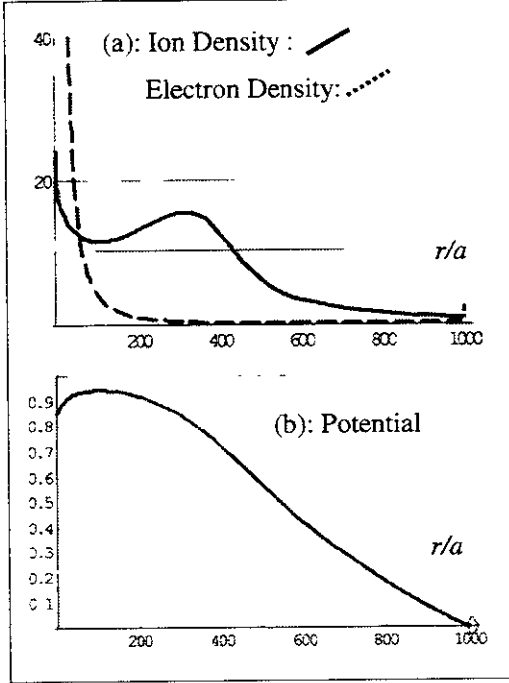 40
(a): Ion Density :
Electron Density:
20
r/a
200 400 600 800 1000
0.9
0.8
(b): Potential
0.7
0.6
0.5
0.4
r/a
0.3
0.2
0.1
200 400 600 800 1000